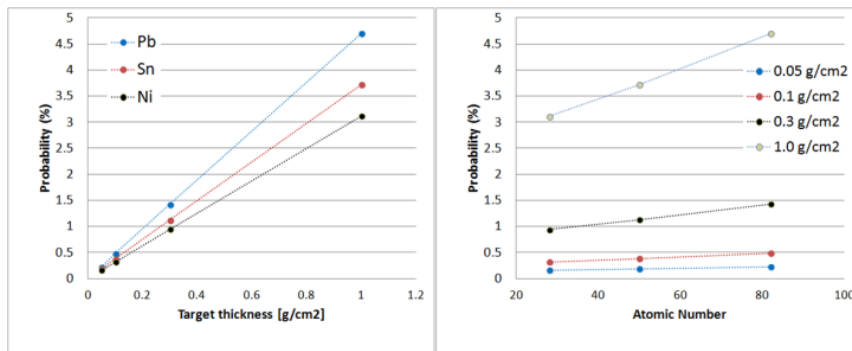 5
4.5
4
3.5
3
2.5
2
1.5
1
0.5
0
Probability (%)
Pb
Sn
Ni
0 0.2 0.4 0.6 0.8 1 1.2
Target thickness [g/cm2]
5
4.5
4
3.5
3
2.5
2
1.5
1
0.5
0
Probability (%)
0.05 g/cm2
0.1 g/cm2
0.3 g/cm2
1.0 g/cm2
20 40 60 80 100
Atomic Number